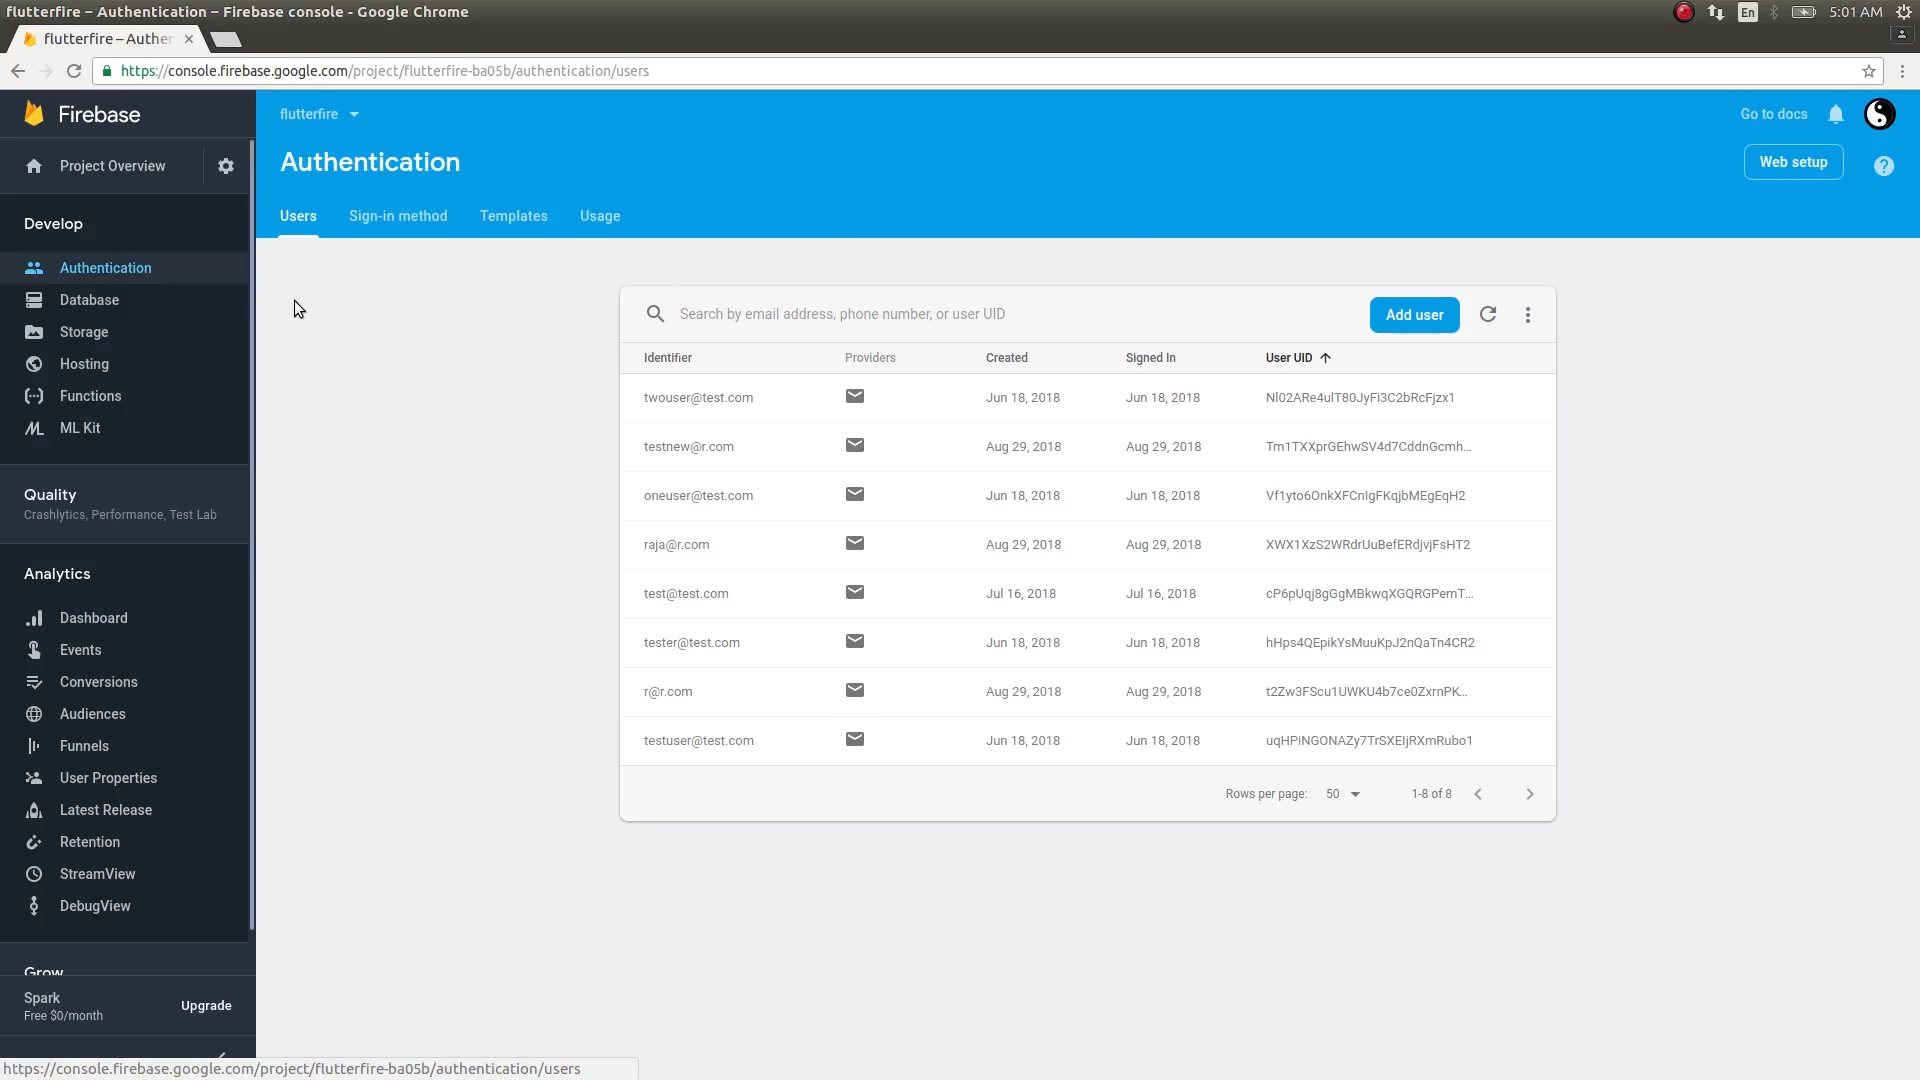 flutterfire – Authentication – Firebase console - Google Chrome
En
5:01 AM
flutterfire – Authen
https://console.firebase.google.com/project/flutterfire-ba05b/authentication/users
Firebase
flutterfire
Go to docs
Project Overview
Authentication
Web setup
Users
Sign-in method
Templates
Usage
Develop
Authentication
Database
Storage
Hosting
Functions
ML Kit
Quality
Crashlytics, Performance, Test Lab
Analytics
Dashboard
Events
Conversions
Audiences
Funnels
User Properties
Latest Release
Retention
StreamView
DebugView
Grow
Spark
Free $0/month
Upgrade
Search by email address, phone number, or user UID
Add user
Identifier Providers Created Signed In User UID
twouser@test.com Jun 18, 2018 Jun 18, 2018 Nl02ARe4ulT80JyFi3C2bRcFjzx1
testnew@r.com Aug 29, 2018 Aug 29, 2018 Tm1TXXprGEhwSV4d7CddnGcmh...
oneuser@test.com Jun 18, 2018 Jun 18, 2018 Vf1yto6OnkXFCnIgFKqjbMEgEqH2
raja@r.com Aug 29, 2018 Aug 29, 2018 XWX1XzS2WRdrUuBefERdjvjFsHT2
test@test.com Jul 16, 2018 Jul 16, 2018 cP6pUqj8gGgMBkwqXGQRGPemT...
tester@test.com Jun 18, 2018 Jun 18, 2018 hHps4QEpikYsMuuKpJ2nQaTn4CR2
r@r.com Aug 29, 2018 Aug 29, 2018 t2Zw3FScu1UWKU4b7ce0ZxrnPK...
testuser@test.com Jun 18, 2018 Jun 18, 2018 uqHPiNGONAZy7TrSXEIjRXmRubo1
Rows per page: 50 1-8 of 8
https://console.firebase.google.com/project/flutterfire-ba05b/authentication/users